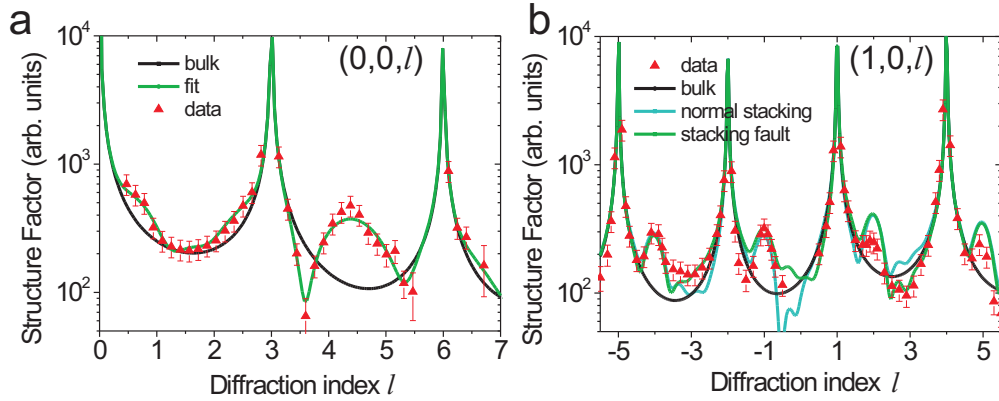 a
Structure Factor (arb. units)
10^4
10^3
10^2
bulk
fit
data
(0,0,l)
0 1 2 3 4 5 6 7
Diffraction index l
b
Structure Factor (arb. units)
10^4
10^3
10^2
data
bulk
normal stacking
stacking fault
(1,0,l)
-5 -3 -1 1 3 5
Diffraction index l